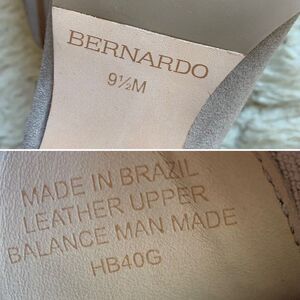 BERNARDO
9½M
MADE IN BRAZIL
LEATHER UPPER
BALANCE MAN MADE
HB40G